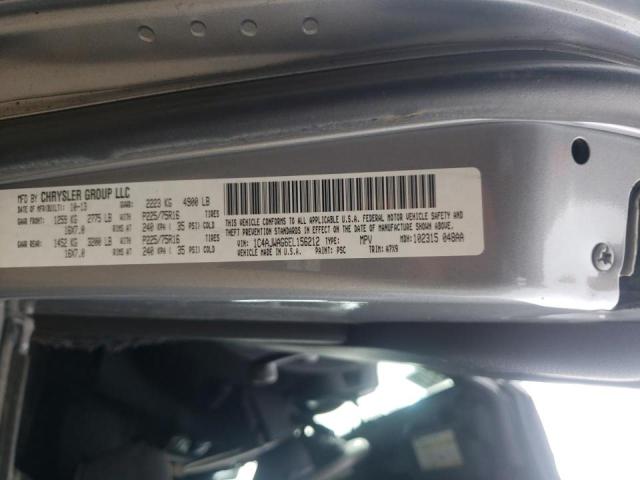 MFD BY CHRYSLER GROUP LLC
DATE OF MFR(BUILT): 10-13 GVWR: 2223 KG 4900 LB
GAWR FRONT: 1259 KG 2775 LB WITH P225/75R16 TIRES
16X7.0 RIMS AT 240 KPA ( 35 PSI) COLD
GAWR REAR: 1452 KG 3200 LB WITH P225/75R16 TIRES
16X7.0 RIMS AT 240 KPA ( 35 PSI) COLD
THIS VEHICLE CONFORMS TO ALL APPLICABLE U.S.A. FEDERAL MOTOR VEHICLE SAFETY AND
THEFT PREVENTION STANDARDS IN EFFECT ON THE DATE OF MANUFACTURE SHOWN ABOVE.
VIN: 1C4AJWAG6EL156212 TYPE: MPV MDH: 102315 048AA
VEHICLE MADE IN U.S.A. PAINT: PSC TRIM: A7X9